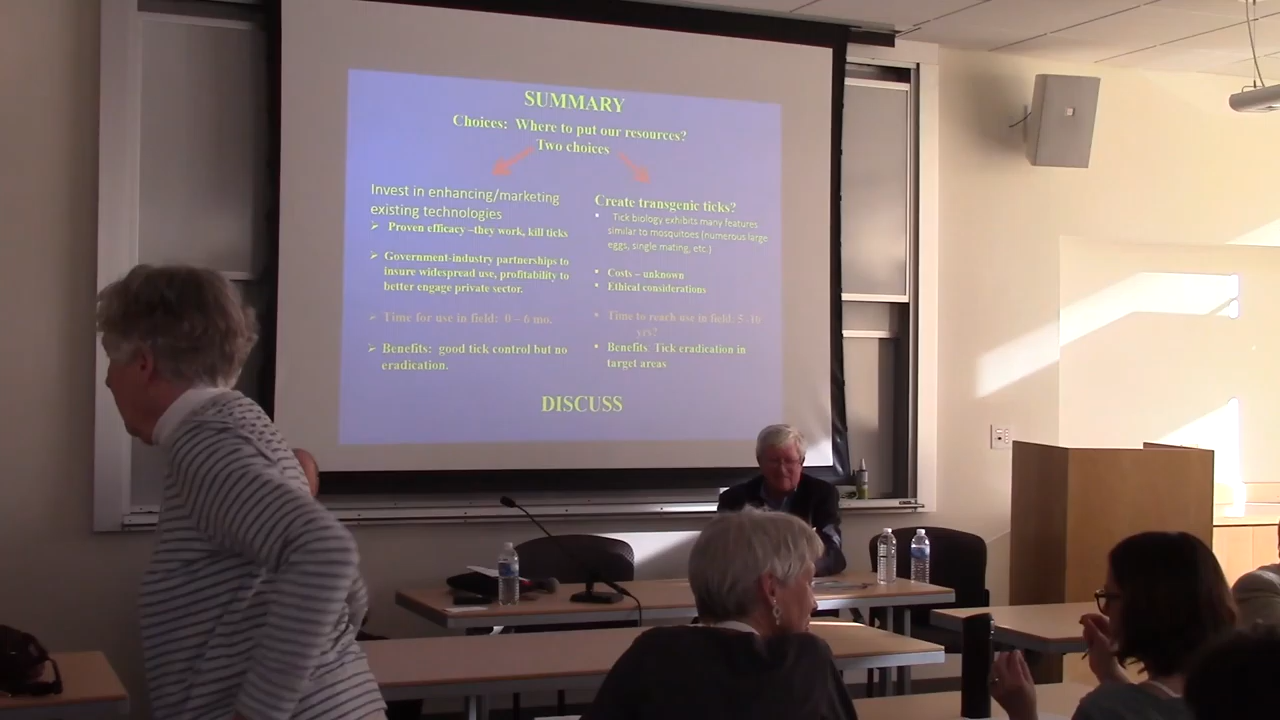 SUMMARY
Choices: Where to put our resources?
Two choices
Invest in enhancing/marketing
existing technologies
Proven efficacy –they work, kill ticks
Government-industry partnerships to
insure widespread use, profitability to
better engage private sector.
Time for use in field: 0 – 6 mo.
Benefits: good tick control but no
eradication.
Create transgenic ticks?
Tick biology exhibits many features
similar to mosquitoes (numerous large
eggs, single mating, etc.)
Costs – unknown
Ethical considerations
Time to reach use in field: 5 -10
yrs?
Benefits Tick eradication in
target areas
DISCUSS